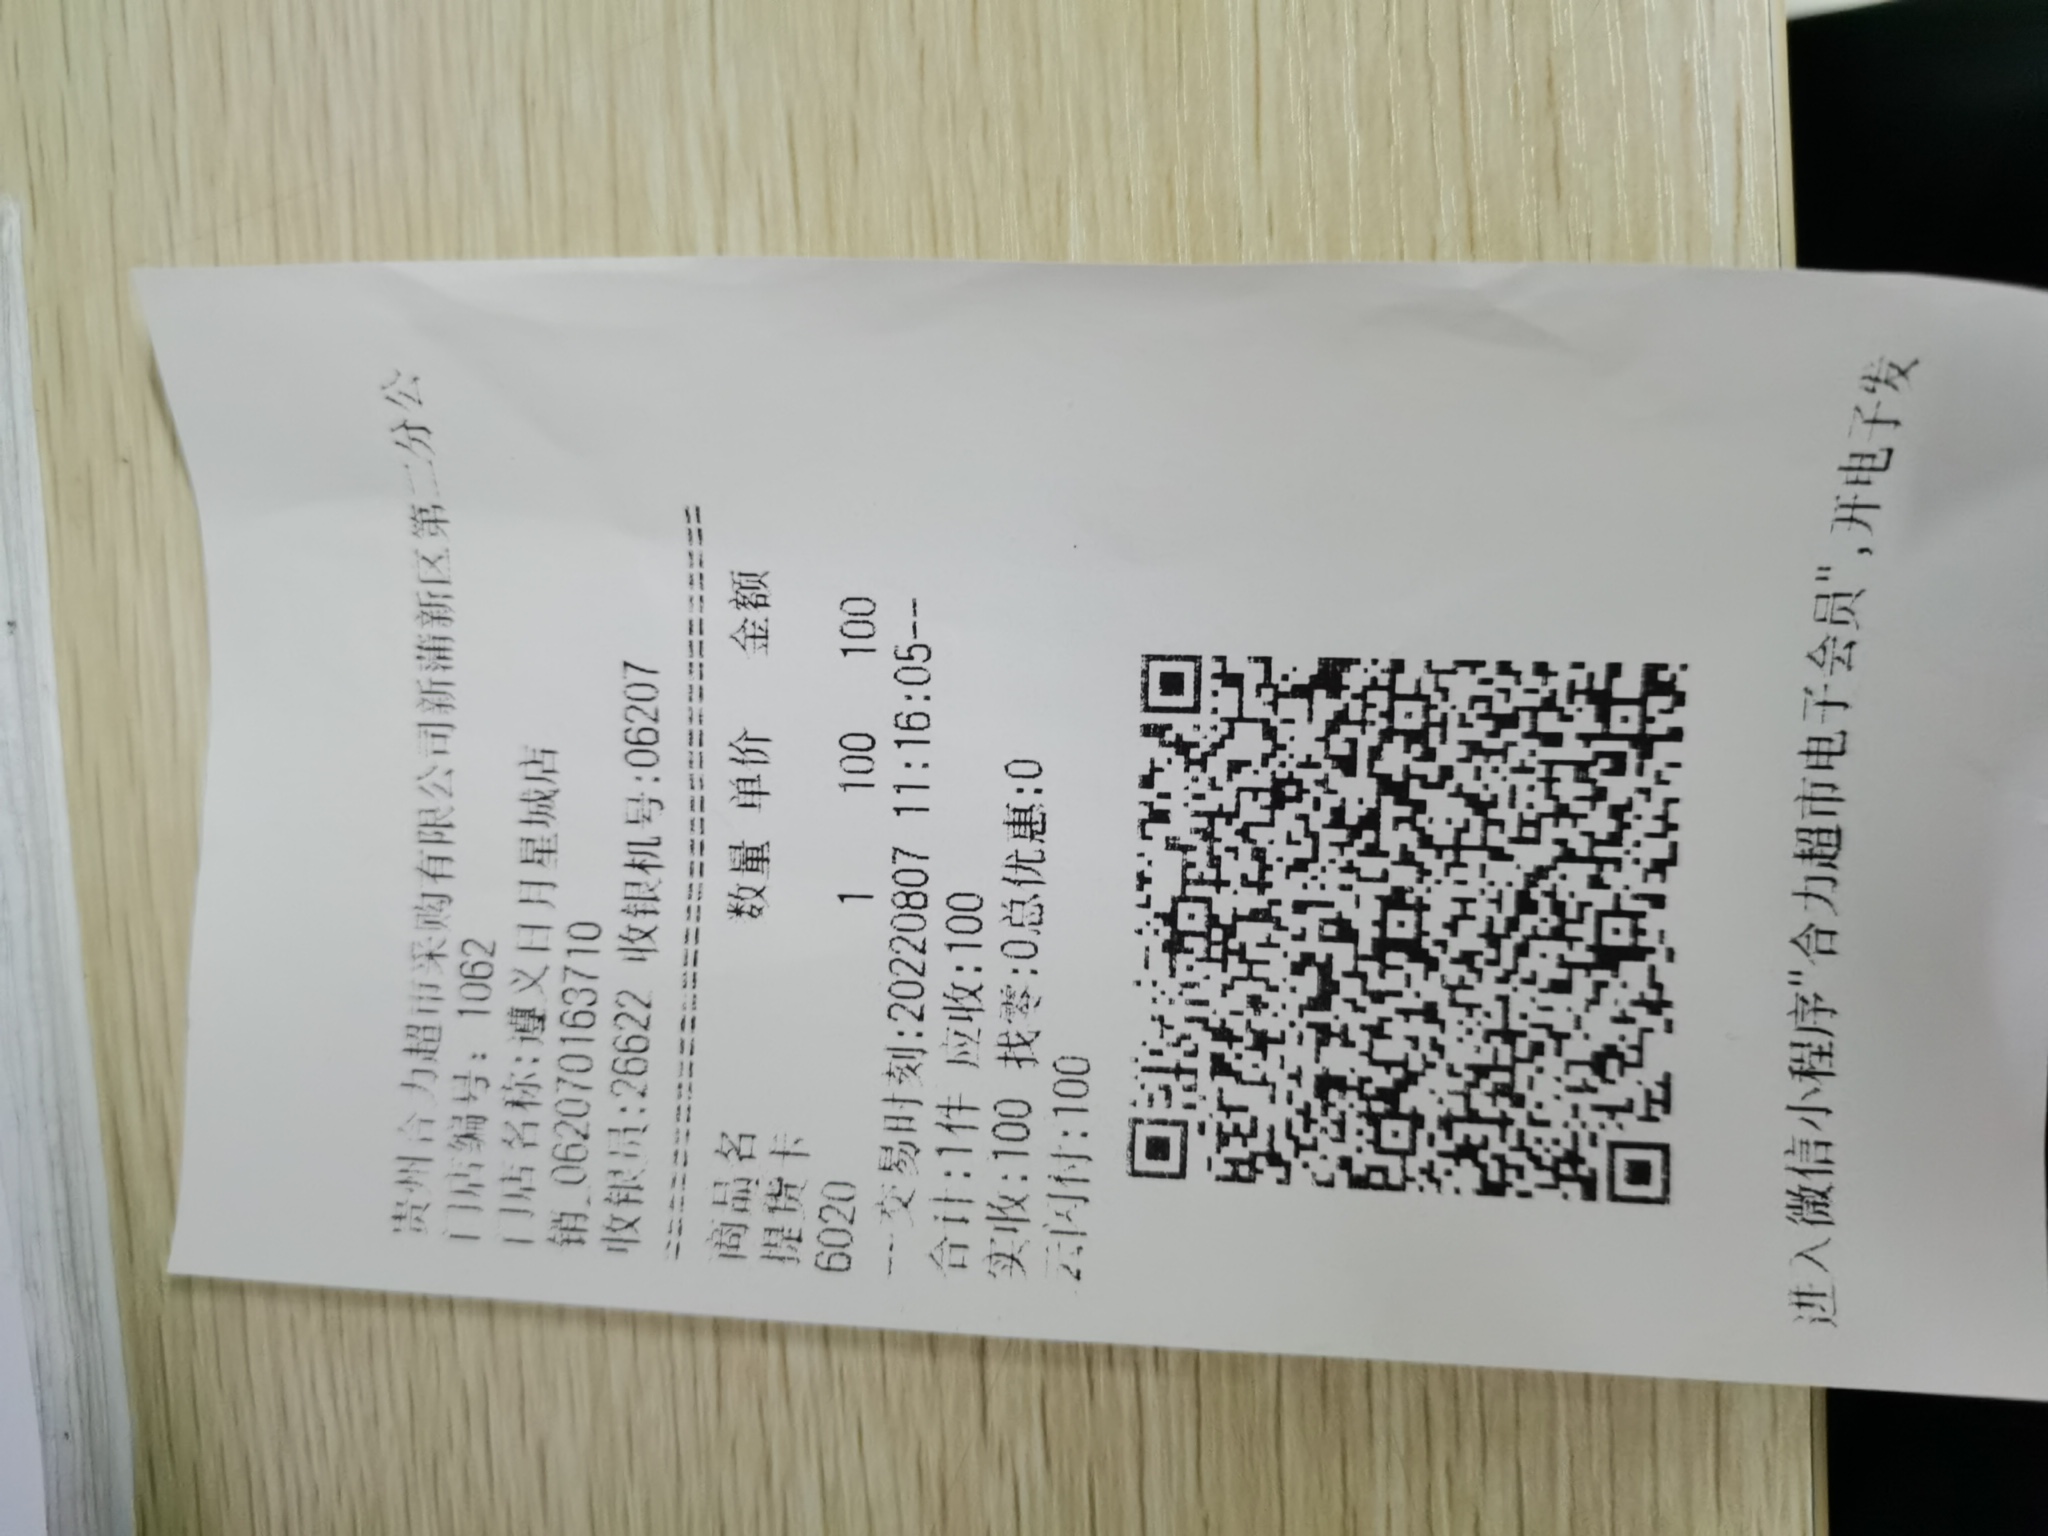 贵州合力超市采购有限公司新蒲新区第二分公
门店编号: 1062
门店名称:遵义日月星城店
销_062070163710
收银员:26622 收银机号:06207
商品名 数量 单价 金额
提货卡
6020 1 100 100
---交易时刻:20220807 11:16:05--
合计:1件 应收:100
实收:100 找零:0总优惠:0
云闪付:100
进入微信小程序"合力超市电子会员",开电子发